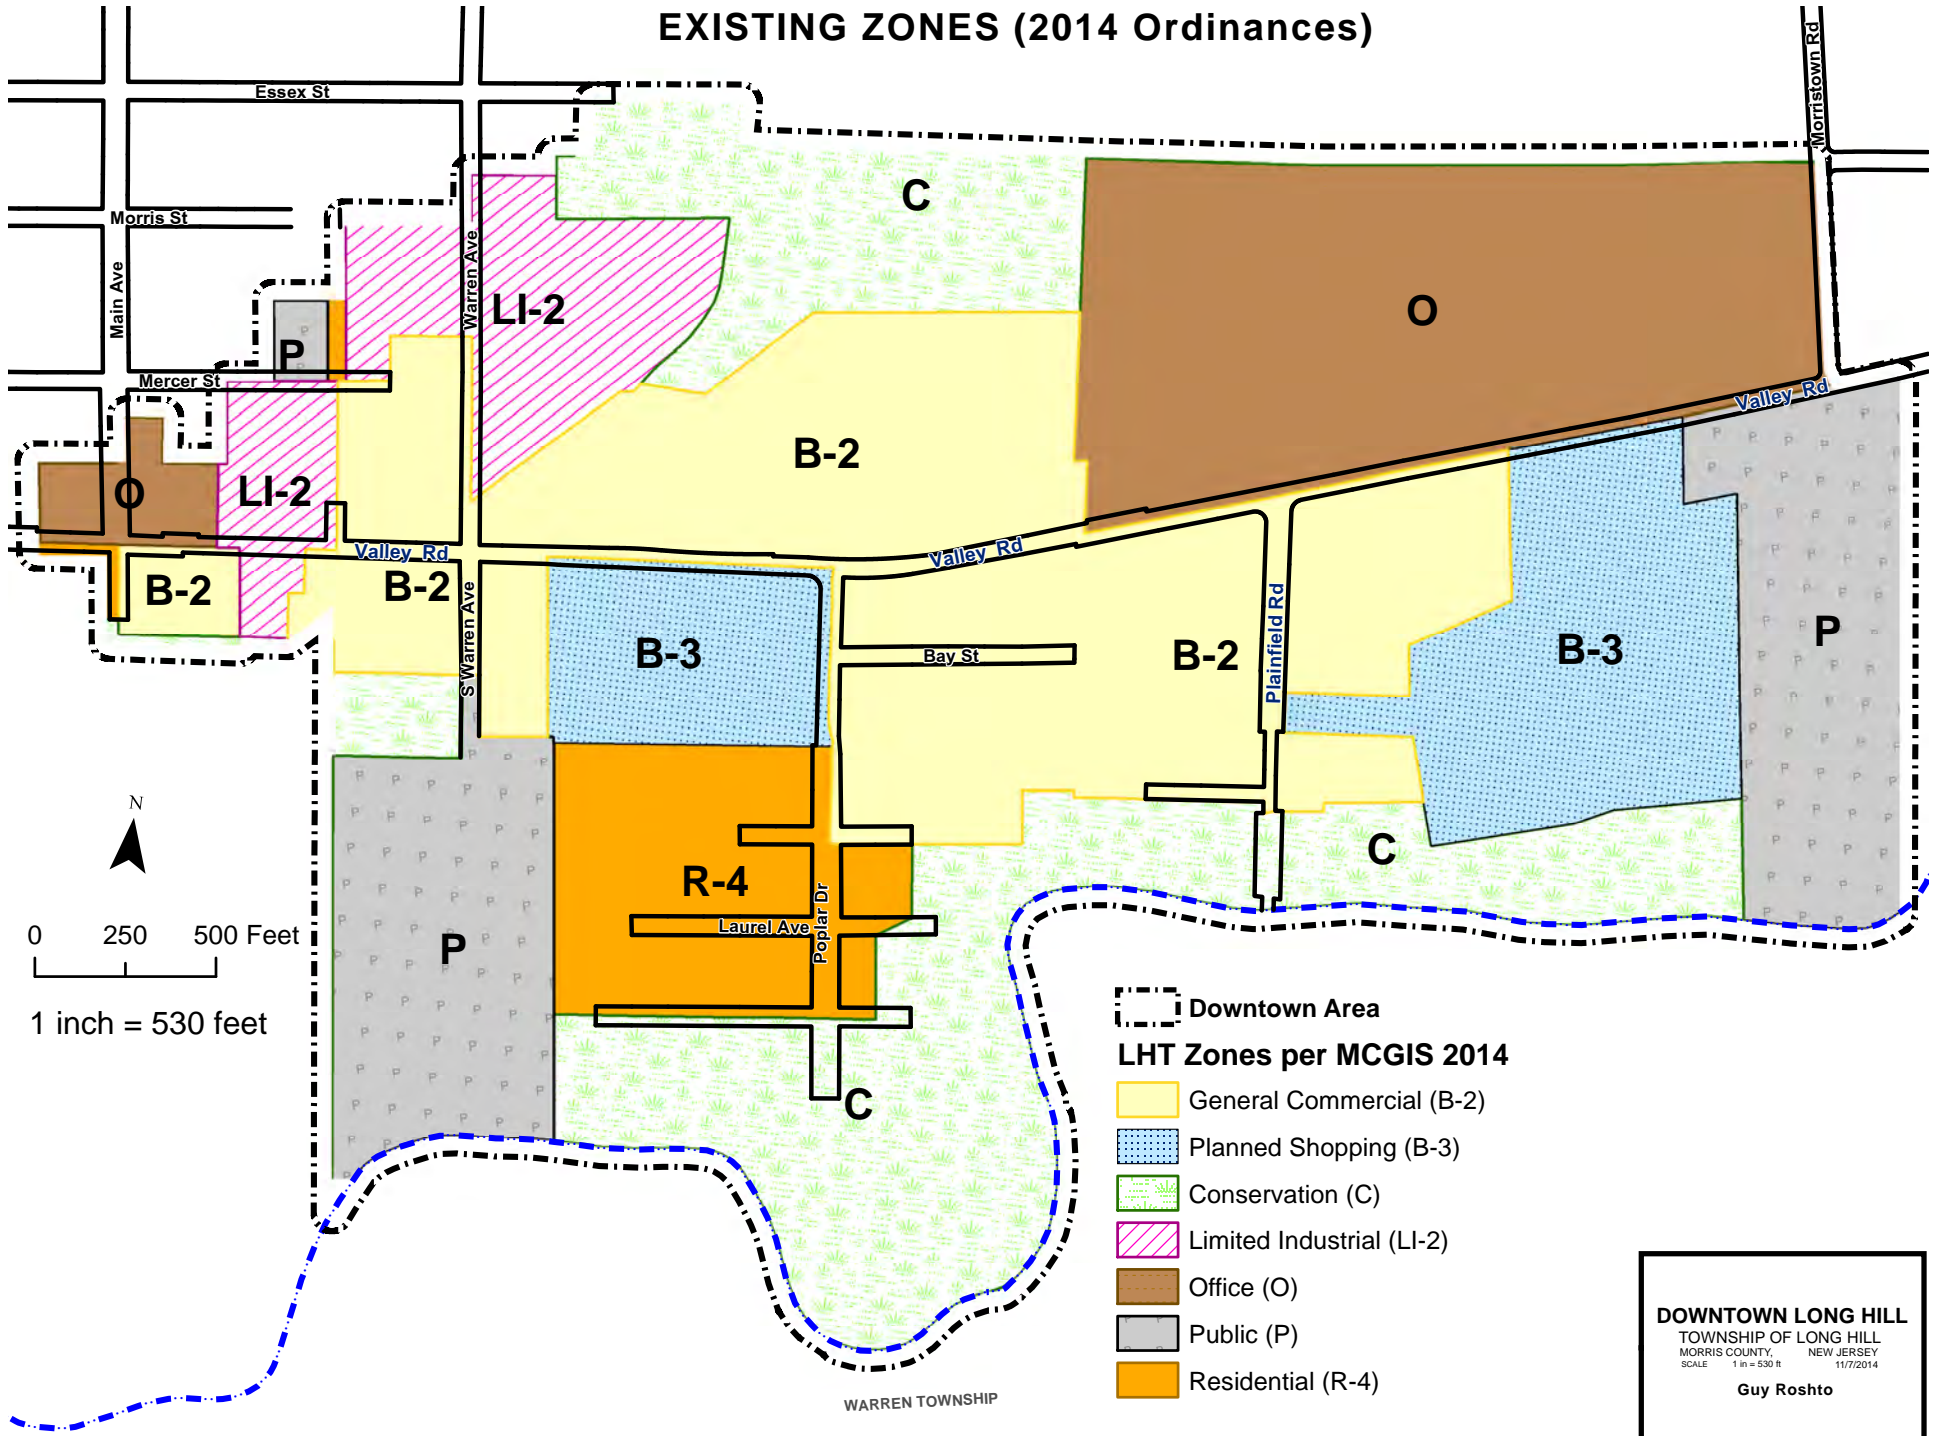 EXISTING ZONES (2014 Ordinances)
Essex St
Morristown Rd
Morris St
Main Ave
Warren Ave
C
LI-2
O
P
Mercer St
Valley Rd
B-2
O
LI-2
Valley Rd
Valley Rd
B-2
B-2
S Warren Ave
B-3
Bay St
B-2
Plainfield Rd
B-3
P
N
R-4
C
Laurel Ave
Poplar Dr
P
0 250 500 Feet
1 inch = 530 feet
C
Downtown Area
LHT Zones per MCGIS 2014
General Commercial (B-2)
Planned Shopping (B-3)
Conservation (C)
Limited Industrial (LI-2)
Office (O)
Public (P)
Residential (R-4)
WARREN TOWNSHIP
DOWNTOWN LONG HILL
TOWNSHIP OF LONG HILL
MORRIS COUNTY, NEW JERSEY
SCALE 1 in = 530 ft 11/7/2014
Guy Roshto